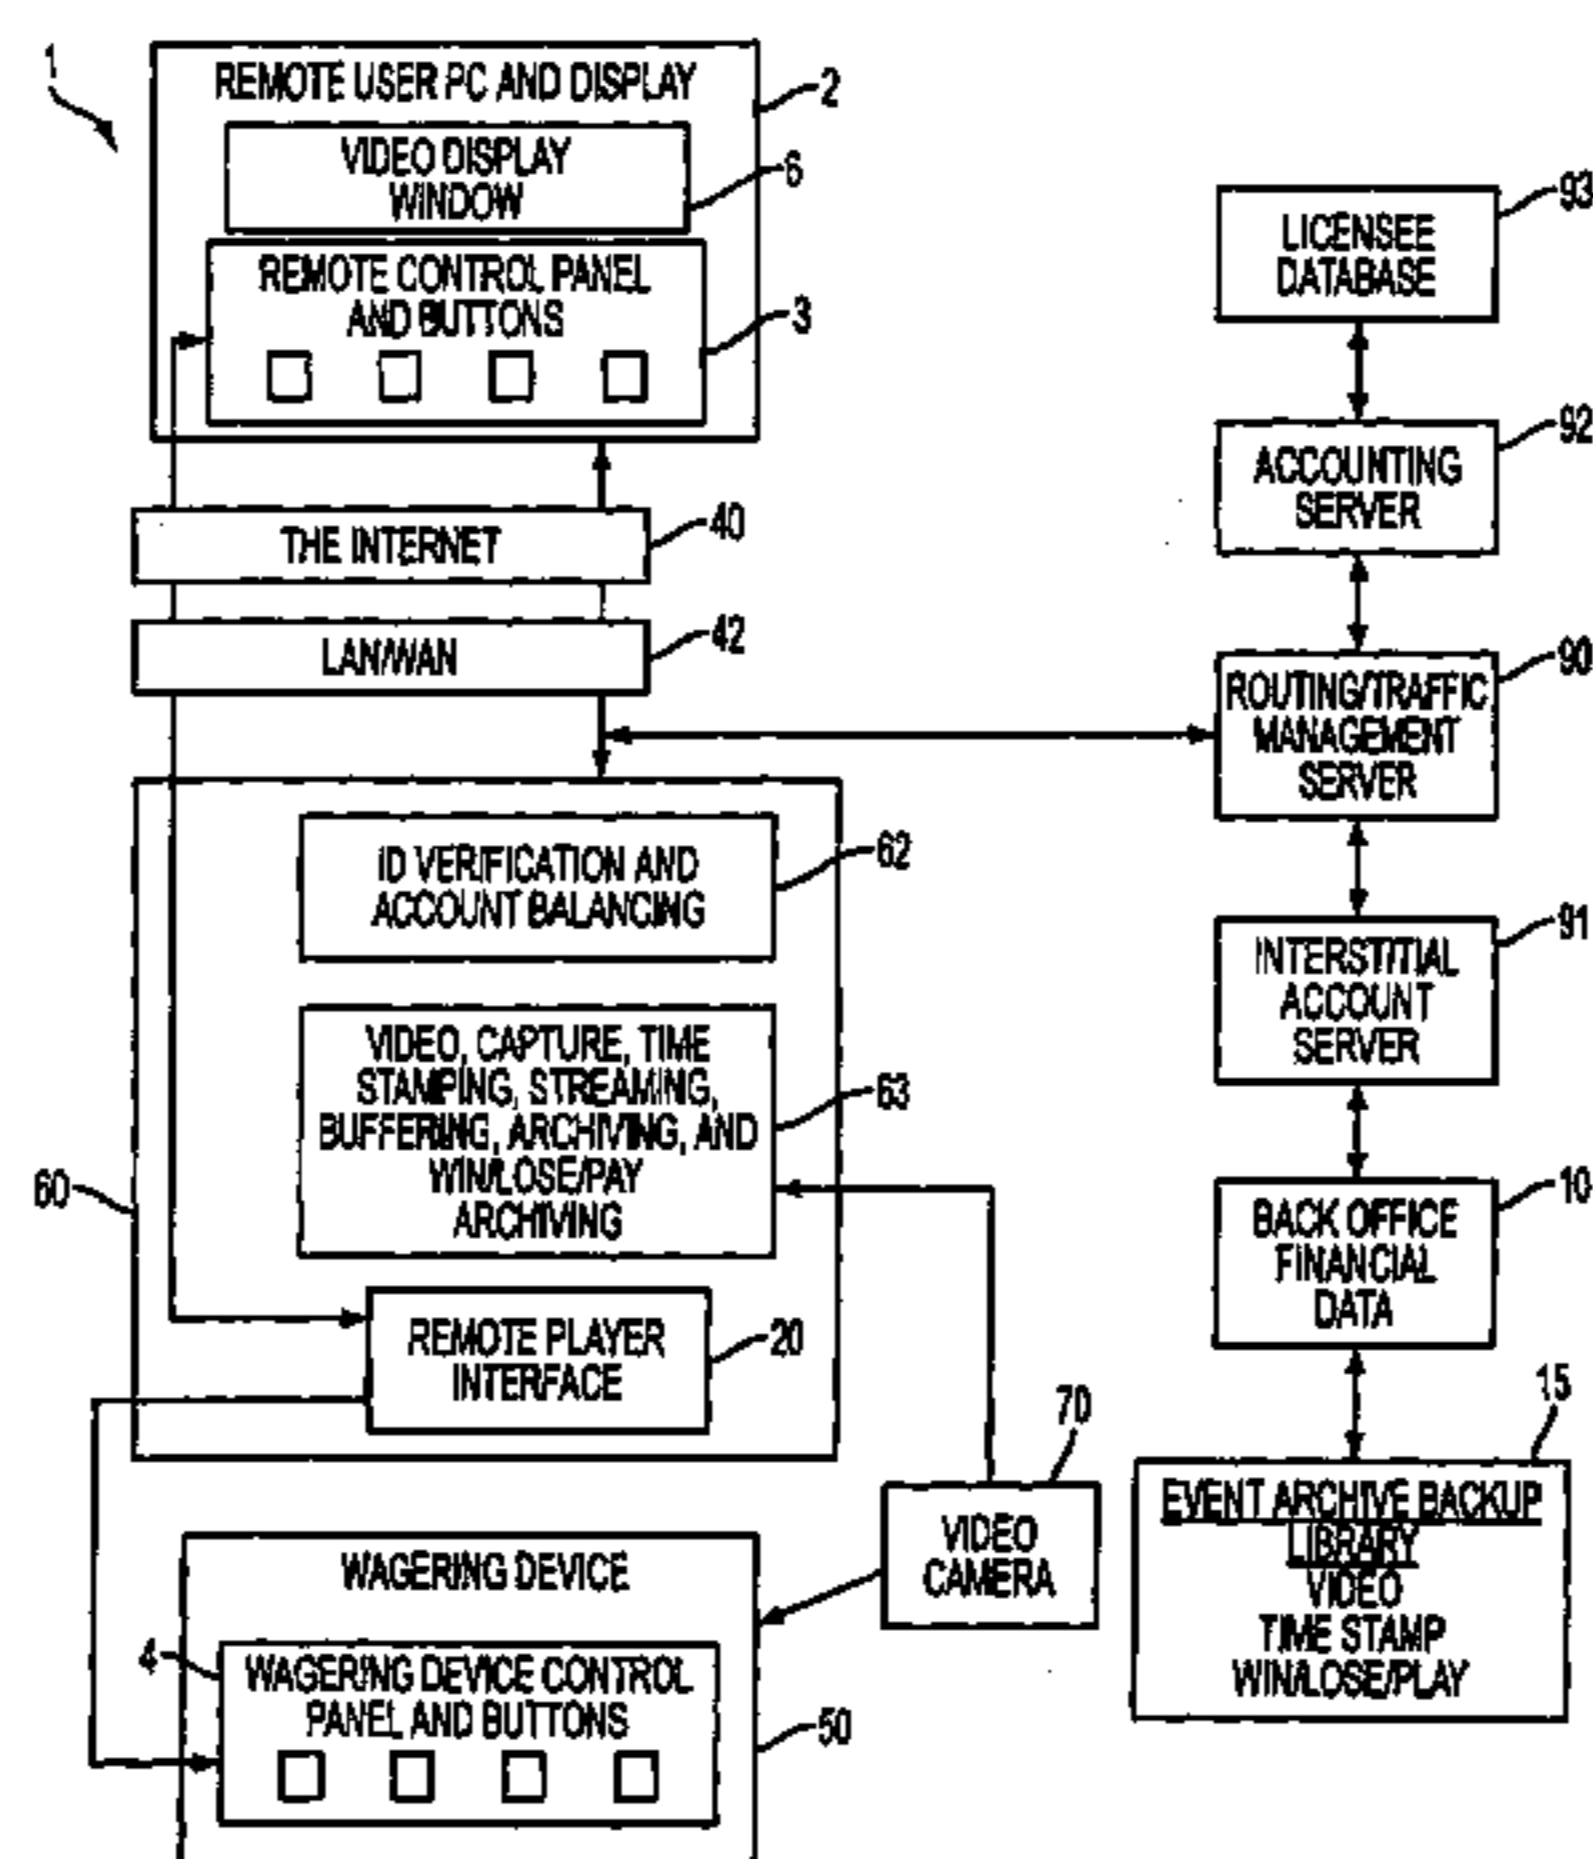 1
REMOTE USER PC AND DISPLAY
2
VIDEO DISPLAY
WINDOW
6
REMOTE CONTROL PANEL
AND BUTTONS
3
THE INTERNET
40
LAN/WAN
42
60
ID VERIFICATION AND
ACCOUNT BALANCING
62
VIDEO, CAPTURE, TIME
STAMPING, STREAMING,
BUFFERING, ARCHIVING, AND
WIN/LOSE/PAY
ARCHIVING
63
REMOTE PLAYER
INTERFACE
20
WAGERING DEVICE
4
WAGERING DEVICE CONTROL
PANEL AND BUTTONS
50
VIDEO
CAMERA
70
LICENSEE
DATABASE
93
ACCOUNTING
SERVER
92
ROUTING/TRAFFIC
MANAGEMENT
SERVER
90
INTERSTITIAL
ACCOUNT
SERVER
91
BACK OFFICE
FINANCIAL
DATA
10
15
EVENT ARCHIVE BACKUP
LIBRARY
VIDEO
TIME STAMP
WIN/LOSE/PLAY